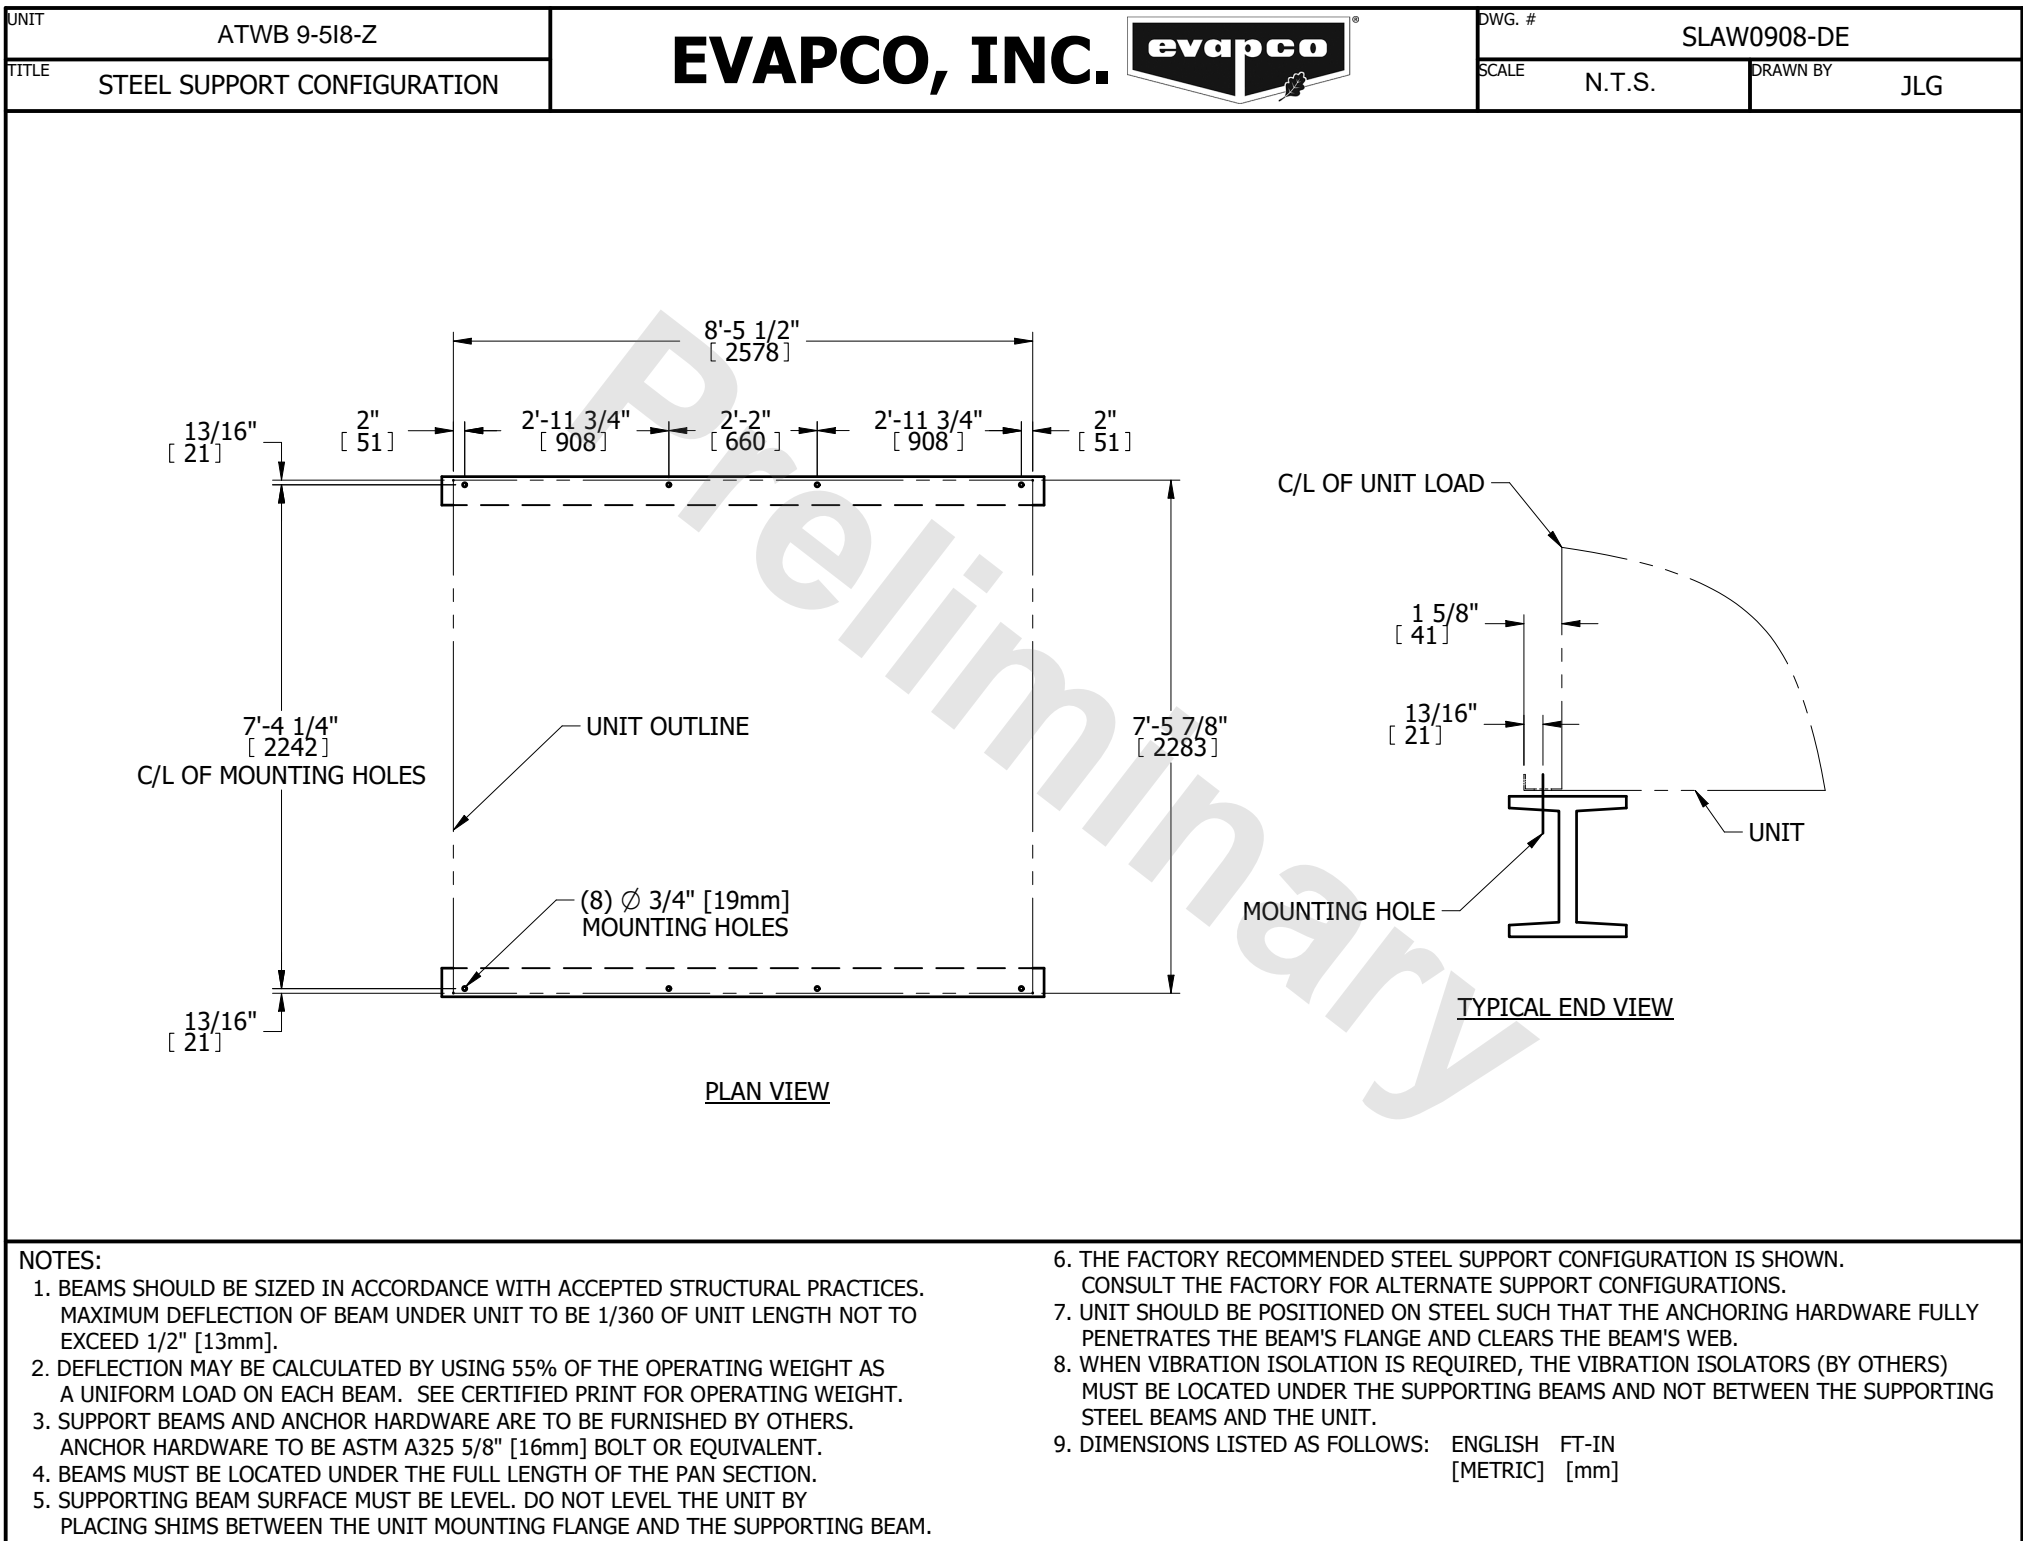 UNIT
ATWB 9-5I8-Z
TITLE
STEEL SUPPORT CONFIGURATION
EVAPCO, INC.
evapco
®
DWG. #
SLAW0908-DE
SCALE
N.T.S.
DRAWN BY
JLG
8'-5 1/2"
[ 2578 ]
13/16"
[ 21 ]
2"
[ 51 ]
2'-11 3/4"
[ 908 ]
2'-2"
[ 660 ]
2'-11 3/4"
[ 908 ]
2"
[ 51 ]
C/L OF UNIT LOAD
1 5/8"
[ 41 ]
13/16"
[ 21 ]
7'-4 1/4"
[ 2242 ]
C/L OF MOUNTING HOLES
UNIT OUTLINE
7'-5 7/8"
[ 2283 ]
UNIT
(8) Ø 3/4" [19mm]
MOUNTING HOLES
MOUNTING HOLE
13/16"
[ 21 ]
TYPICAL END VIEW
PLAN VIEW
Preliminary
NOTES:
1. BEAMS SHOULD BE SIZED IN ACCORDANCE WITH ACCEPTED STRUCTURAL PRACTICES.
MAXIMUM DEFLECTION OF BEAM UNDER UNIT TO BE 1/360 OF UNIT LENGTH NOT TO
EXCEED 1/2" [13mm].
2. DEFLECTION MAY BE CALCULATED BY USING 55% OF THE OPERATING WEIGHT AS
A UNIFORM LOAD ON EACH BEAM. SEE CERTIFIED PRINT FOR OPERATING WEIGHT.
3. SUPPORT BEAMS AND ANCHOR HARDWARE ARE TO BE FURNISHED BY OTHERS.
ANCHOR HARDWARE TO BE ASTM A325 5/8" [16mm] BOLT OR EQUIVALENT.
4. BEAMS MUST BE LOCATED UNDER THE FULL LENGTH OF THE PAN SECTION.
5. SUPPORTING BEAM SURFACE MUST BE LEVEL. DO NOT LEVEL THE UNIT BY
PLACING SHIMS BETWEEN THE UNIT MOUNTING FLANGE AND THE SUPPORTING BEAM.
6. THE FACTORY RECOMMENDED STEEL SUPPORT CONFIGURATION IS SHOWN.
CONSULT THE FACTORY FOR ALTERNATE SUPPORT CONFIGURATIONS.
7. UNIT SHOULD BE POSITIONED ON STEEL SUCH THAT THE ANCHORING HARDWARE FULLY
PENETRATES THE BEAM'S FLANGE AND CLEARS THE BEAM'S WEB.
8. WHEN VIBRATION ISOLATION IS REQUIRED, THE VIBRATION ISOLATORS (BY OTHERS)
MUST BE LOCATED UNDER THE SUPPORTING BEAMS AND NOT BETWEEN THE SUPPORTING
STEEL BEAMS AND THE UNIT.
9. DIMENSIONS LISTED AS FOLLOWS: ENGLISH FT-IN
[METRIC] [mm]